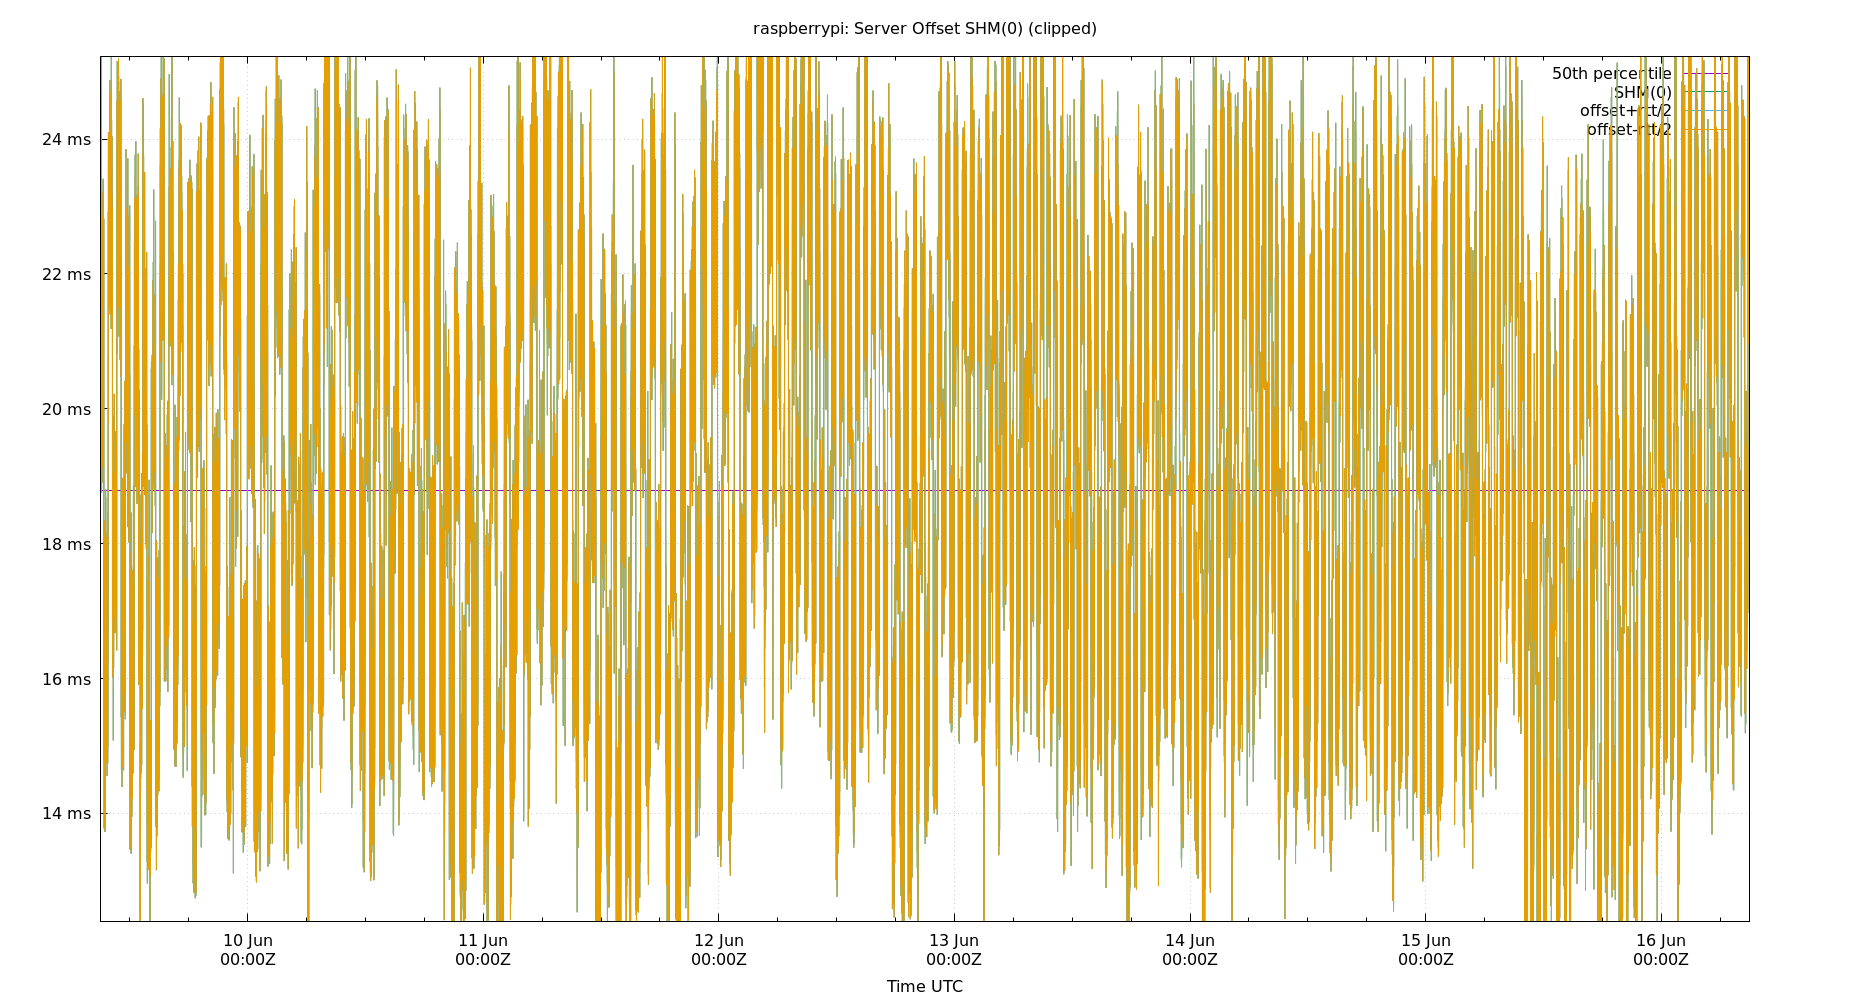 raspberrypi: Server Offset SHM(0) (clipped)
50th percentile
SHM(0)
offset+rtt/2
offset-rtt/2
24 ms
22 ms
20 ms
18 ms
16 ms
14 ms
10 Jun 11 Jun 12 Jun 13 Jun 14 Jun 15 Jun 16 Jun
00:00Z 00:00Z 00:00Z 00:00Z 00:00Z 00:00Z 00:00Z
Time UTC